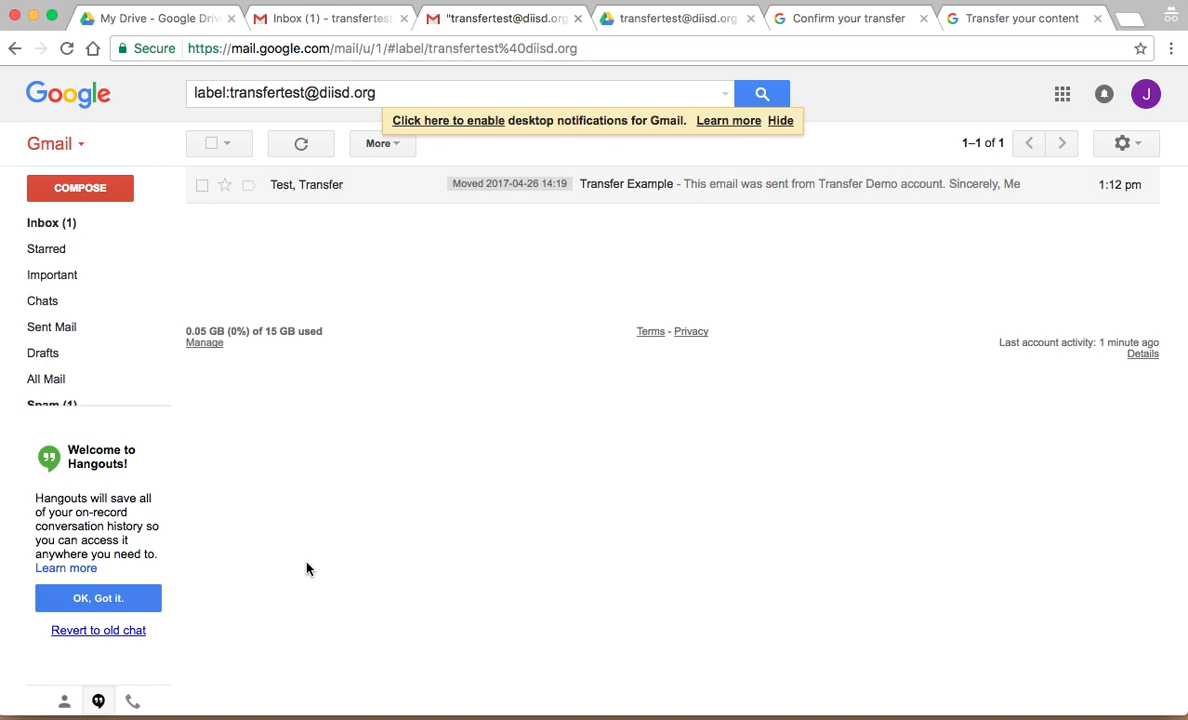 My Drive - Google Driv
Inbox (1) - transfertest
"transfertest@diisd.org
transfertest@diisd.org
Confirm your transfer
Transfer your content
Secure
https://mail.google.com/mail/u/1/#label/transfertest%40diisd.org
Google
label:transfertest@diisd.org
J
Click here to enable desktop notifications for Gmail. Learn more Hide
Gmail
More
1–1 of 1
COMPOSE
Test, Transfer
Moved 2017-04-26 14:19
Transfer Example - This email was sent from Transfer Demo account. Sincerely, Me
1:12 pm
Inbox (1)
Starred
Important
Chats
Sent Mail
Drafts
All Mail
Spam (1)
0.05 GB (0%) of 15 GB used
Manage
Terms - Privacy
Last account activity: 1 minute ago
Details
Welcome to
Hangouts!
Hangouts will save all
of your on-record
conversation history so
you can access it
anywhere you need to.
Learn more
OK, Got it.
Revert to old chat